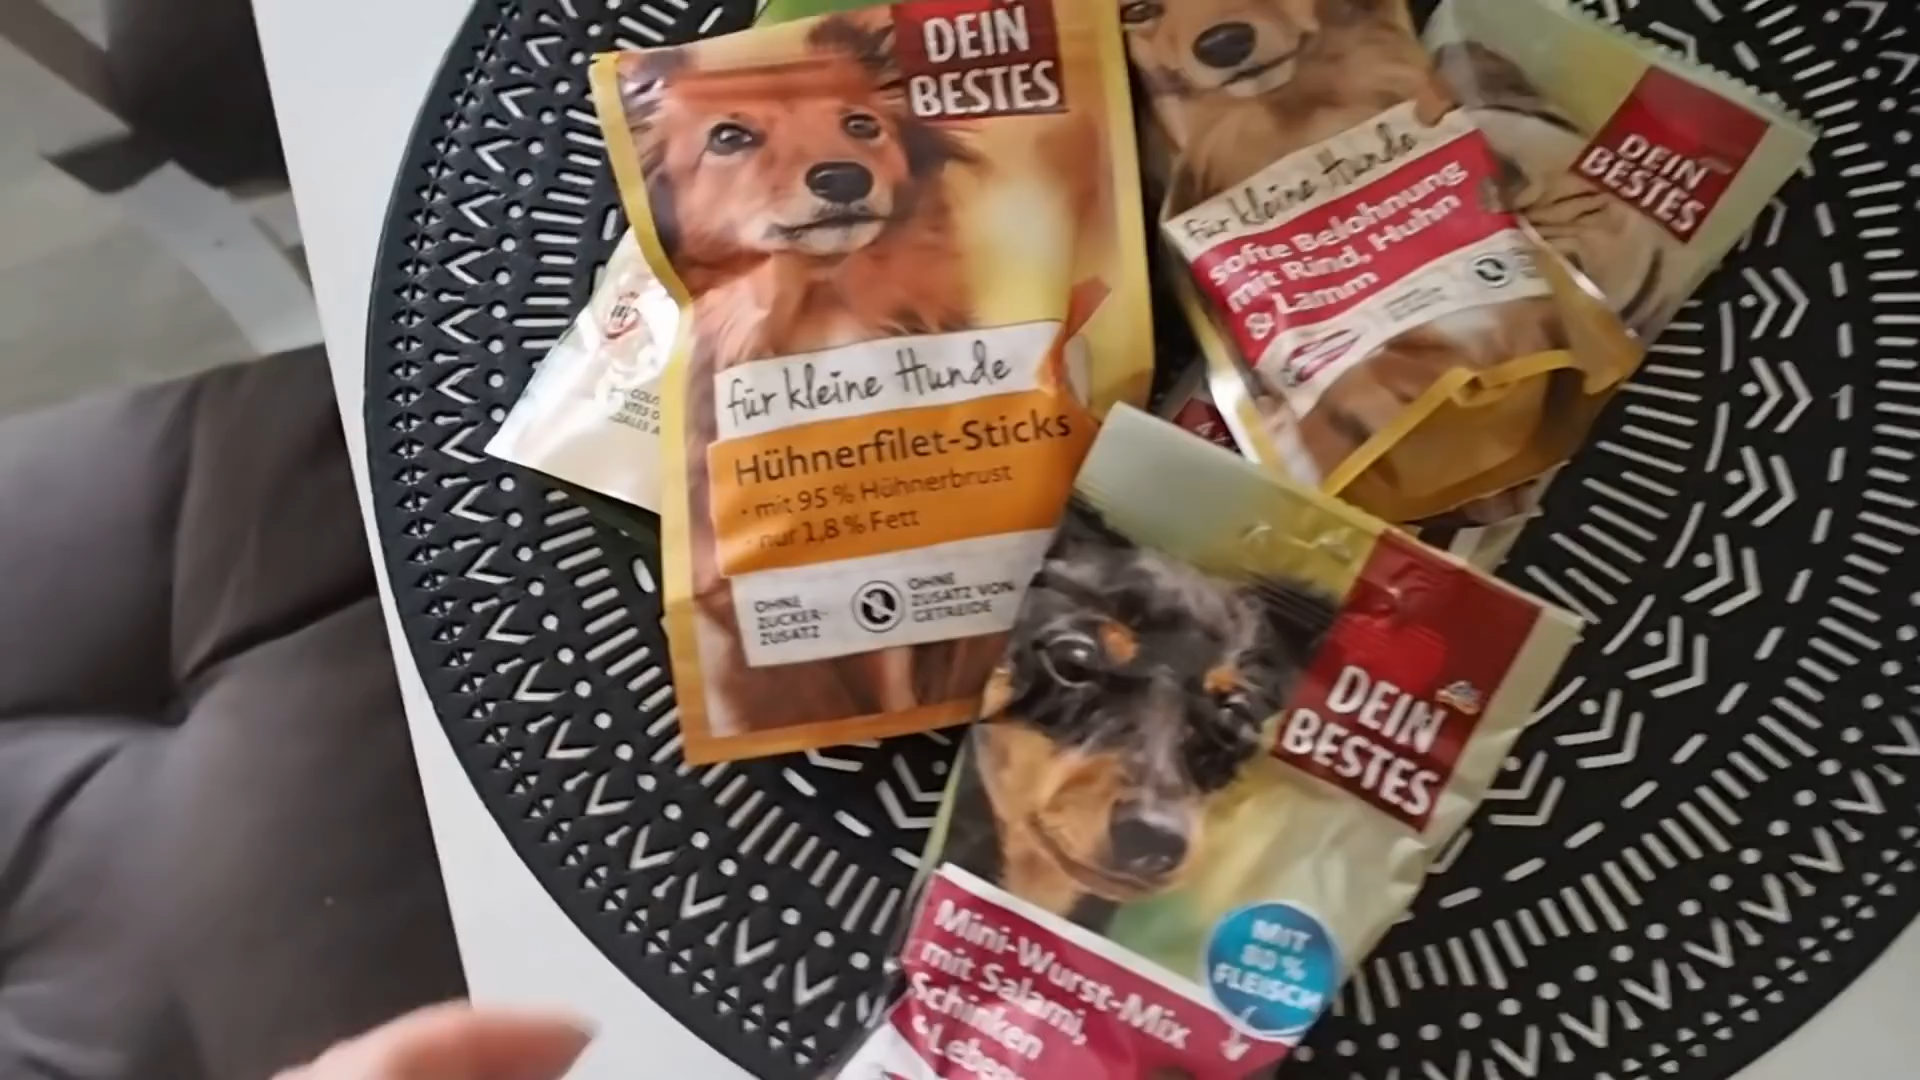 DEIN
BESTES
für kleine Hunde
Hühnerfilet-Sticks
· mit 95 % Hühnerbrust
· nur 1,8 % Fett
OHNE
ZUCKER-
ZUSATZ
OHNE
ZUSATZ VON
GETREIDE
für kleine Hunde
softe Belohnung
mit Rind, Huhn
& Lamm
DEIN
BESTES
DEIN
BESTES
MIT
80 %
FLEISCH
Mini-Wurst-Mix
mit Salami,
Schinken